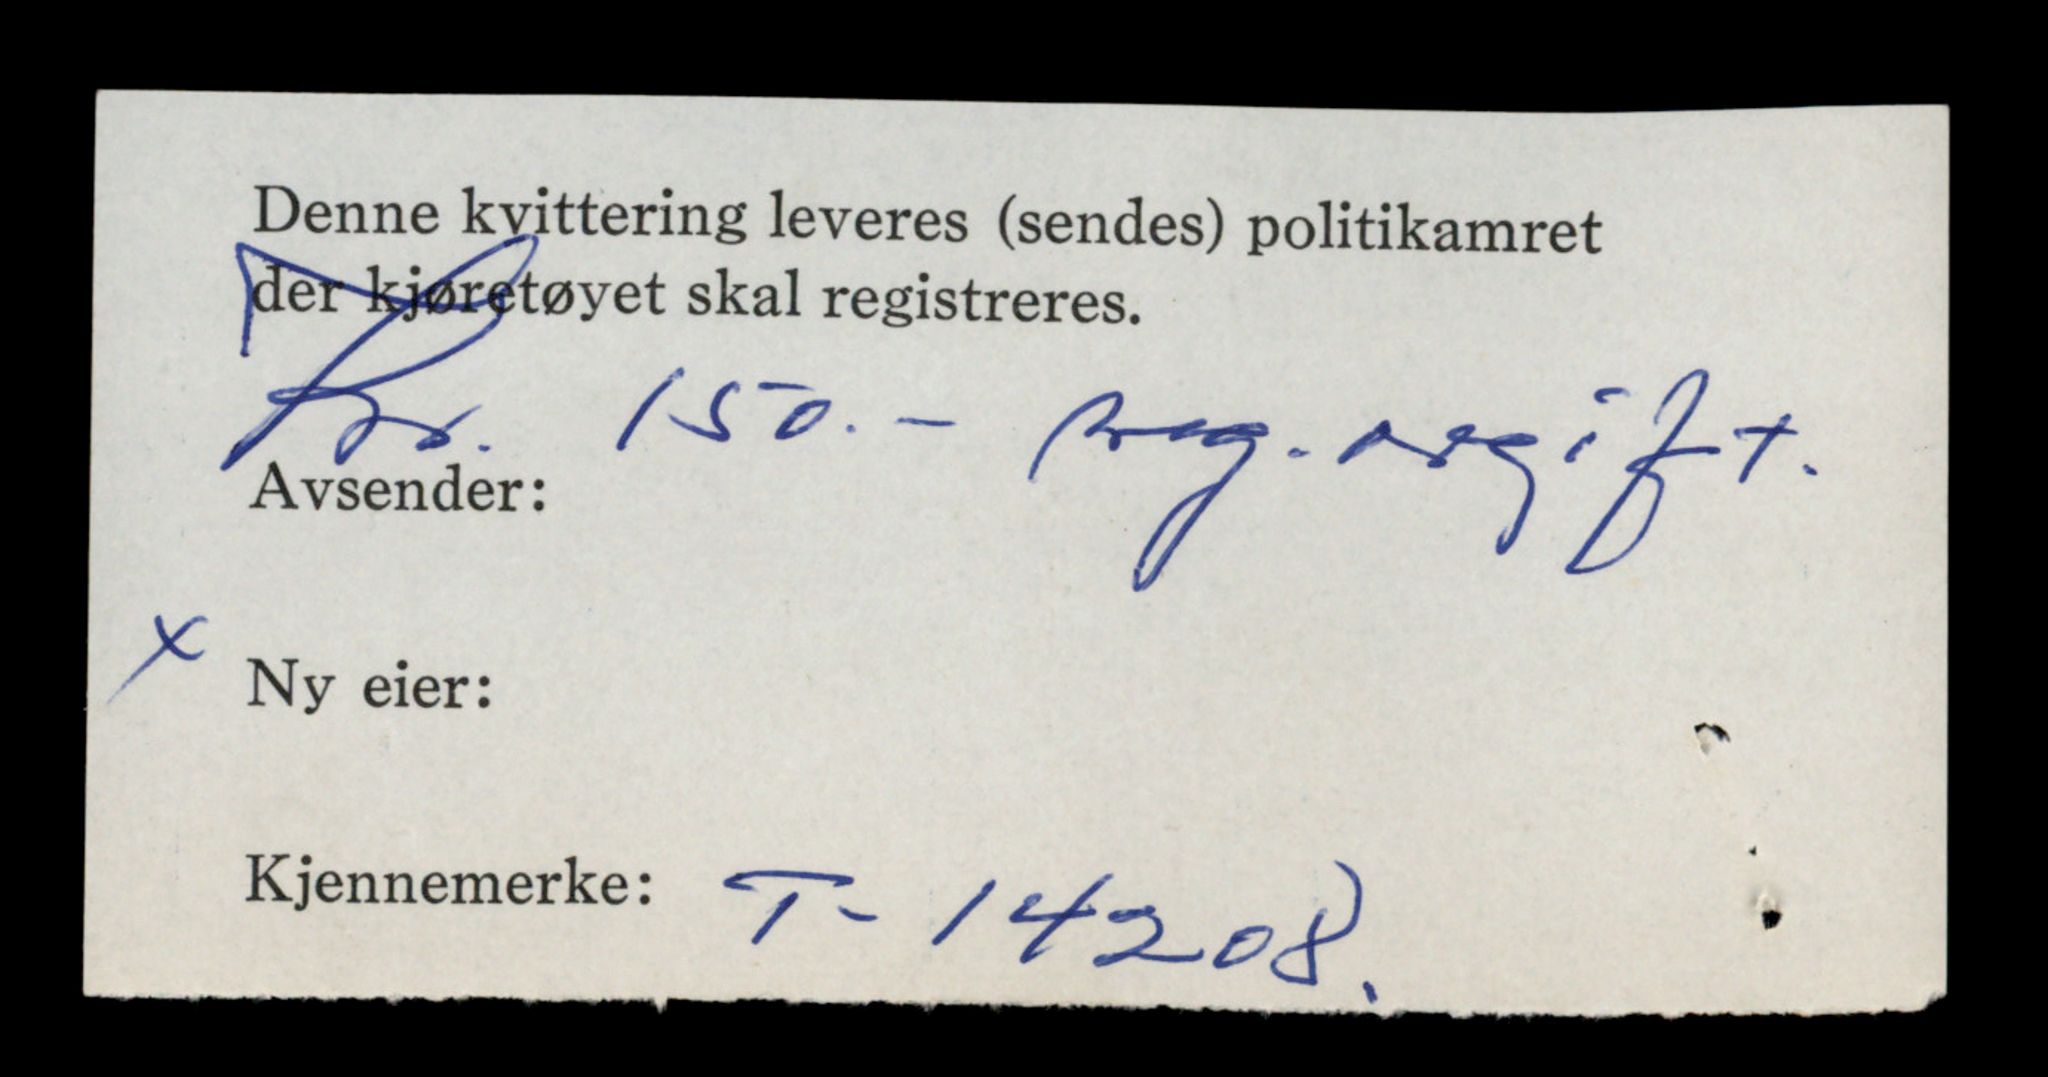 Denne kvittering leveres (sendes) politikamret
der kjøretøyet skal registreres.
Kr. 150.- reg. avgift.
Avsender:
x Ny eier:
Kjennemerke: T-14208.